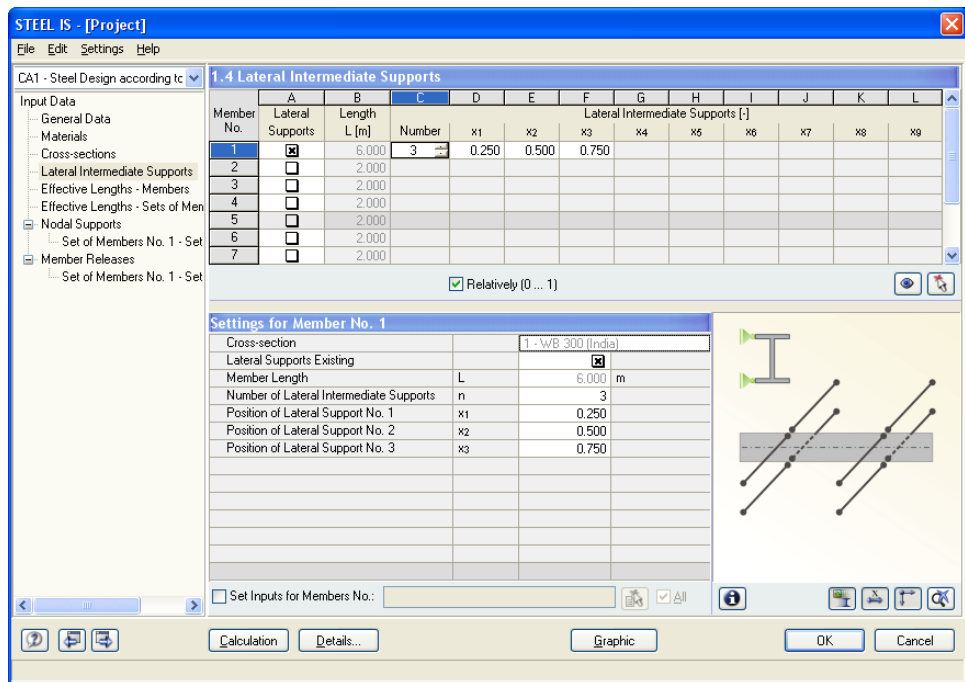 STEEL IS - [Project]
File Edit Settings Help
CA1 - Steel Design according tc
Input Data
General Data
Materials
Cross-sections
Lateral Intermediate Supports
Effective Lengths - Members
Effective Lengths - Sets of Men
Nodal Supports
Set of Members No. 1 - Set
Member Releases
Set of Members No. 1 - Set
1.4 Lateral Intermediate Supports
A B C D E F G H I J K L
Member Lateral Length Lateral Intermediate Supports [-]
No. Supports L [m] Number x1 x2 x3 x4 x5 x6 x7 x8 x9
1 6.000 3 0.250 0.500 0.750
2 2.000
3 2.000
4 2.000
5 2.000
6 2.000
7 2.000
Relatively (0 ... 1)
Settings for Member No. 1
Cross-section 1 - WB 300 (India)
Lateral Supports Existing
Member Length L 6.000 m
Number of Lateral Intermediate Supports n 3
Position of Lateral Support No. 1 x1 0.250
Position of Lateral Support No. 2 x2 0.500
Position of Lateral Support No. 3 x3 0.750
Set Inputs for Members No.: All
Calculation Details... Graphic OK Cancel